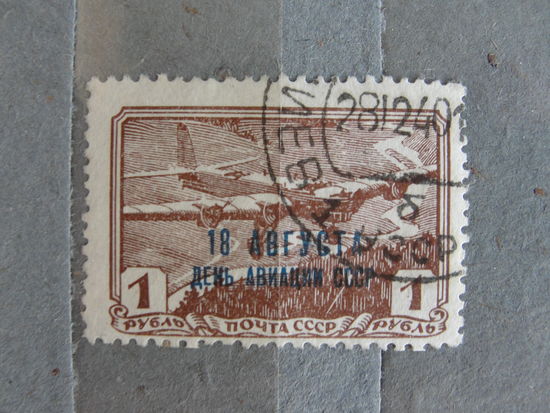 28 12 40
18 АВГУСТА
ДЕНЬ АВИАЦИИ СССР
1 1
РУБЛЬ ПОЧТА СССР РУБЛЬ